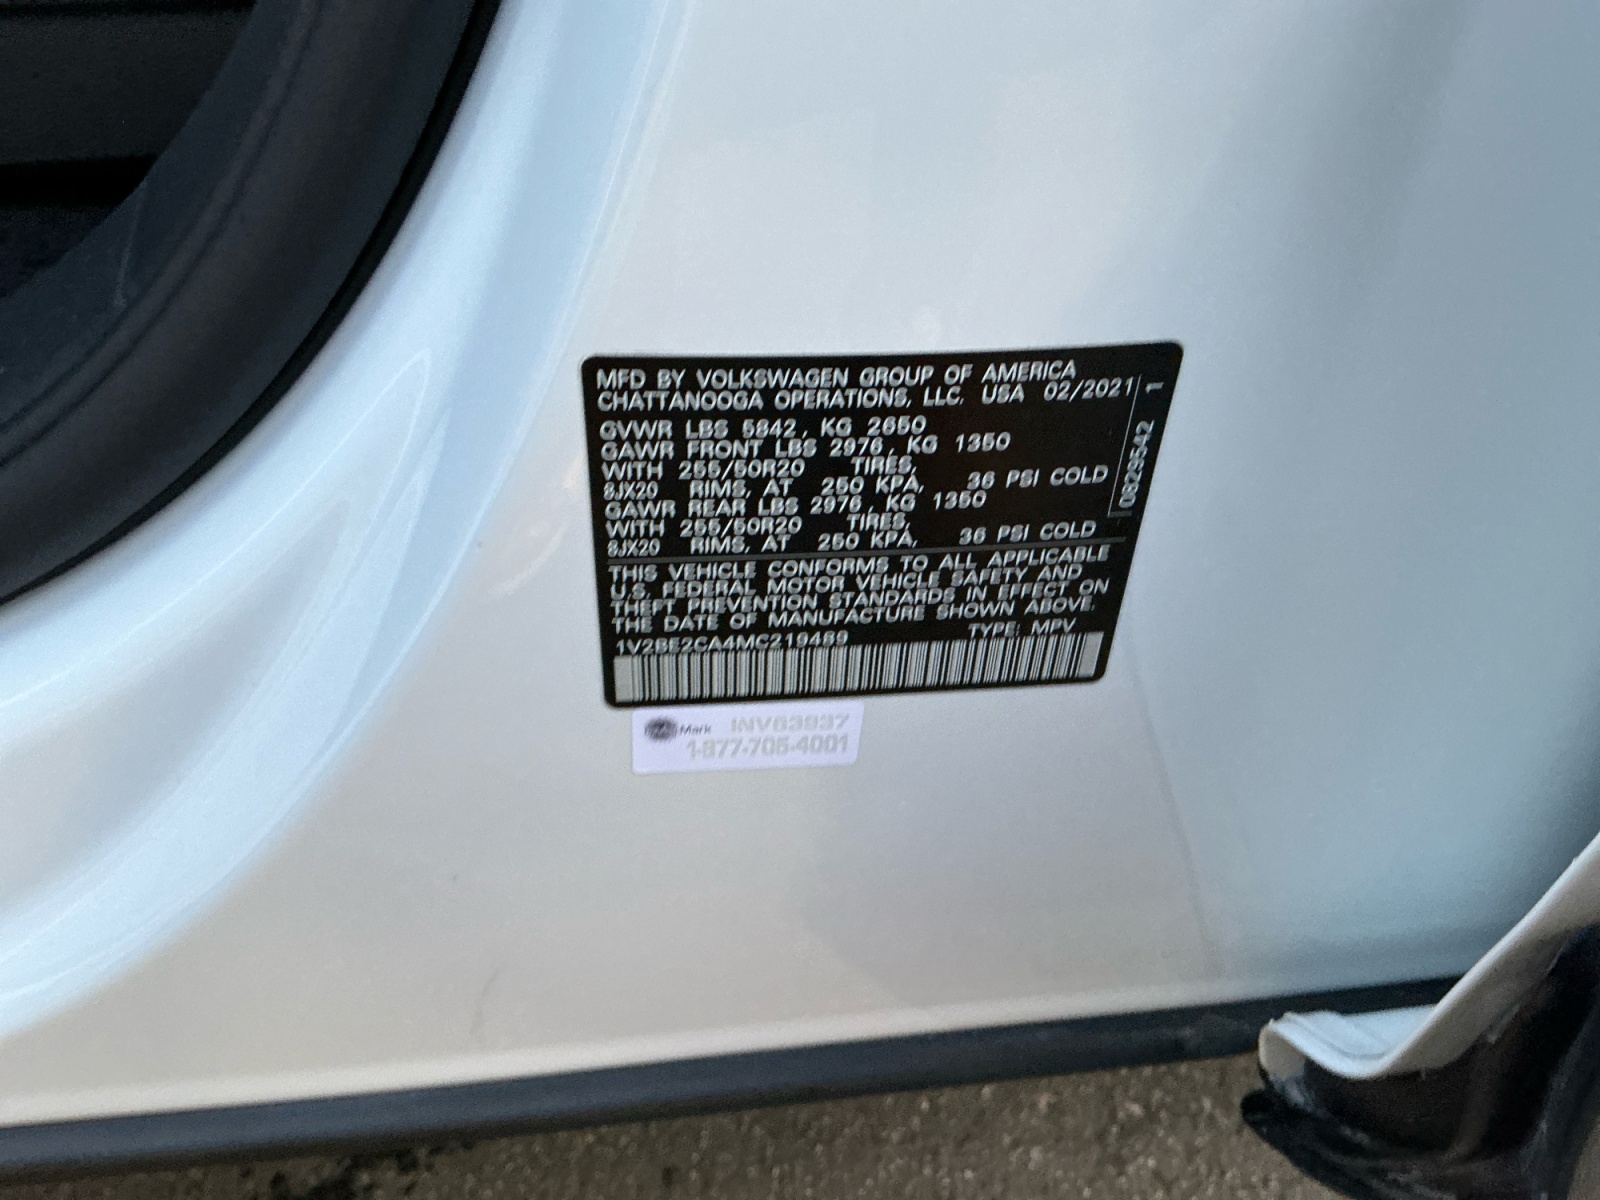 MFD BY VOLKSWAGEN GROUP OF AMERICA
CHATTANOOGA OPERATIONS, LLC. USA 02/2021
GVWR LBS 5842, KG 2650
GAWR FRONT LBS 2976, KG 1350
WITH 255/50R20 TIRES,
8JX20 RIMS, AT 250 KPA, 36 PSI COLD
GAWR REAR LBS 2976, KG 1350
WITH 255/50R20 TIRES,
8JX20 RIMS, AT 250 KPA, 36 PSI COLD
THIS VEHICLE CONFORMS TO ALL APPLICABLE
U.S. FEDERAL MOTOR VEHICLE SAFETY AND
THEFT PREVENTION STANDARDS IN EFFECT ON
THE DATE OF MANUFACTURE SHOWN ABOVE.
1V2BE2CA4MC219489 TYPE: MPV
0829542 1
Mark INV63937
1-877-705-4001